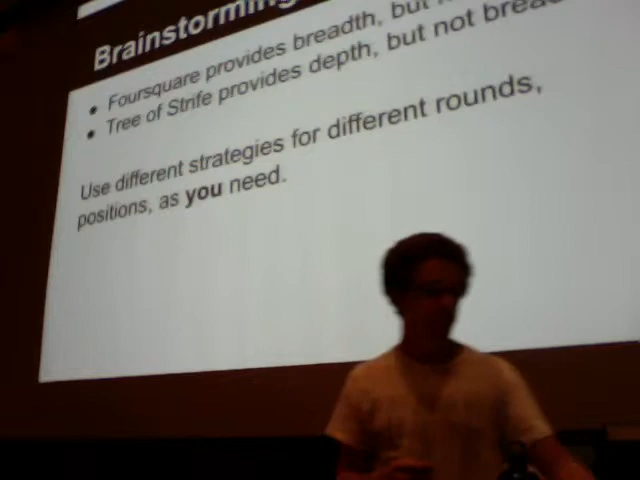 Brainstorming
• Foursquare provides breadth, but
• Tree of Strife provides depth, but not
Use different strategies for different rounds,
positions, as you need.